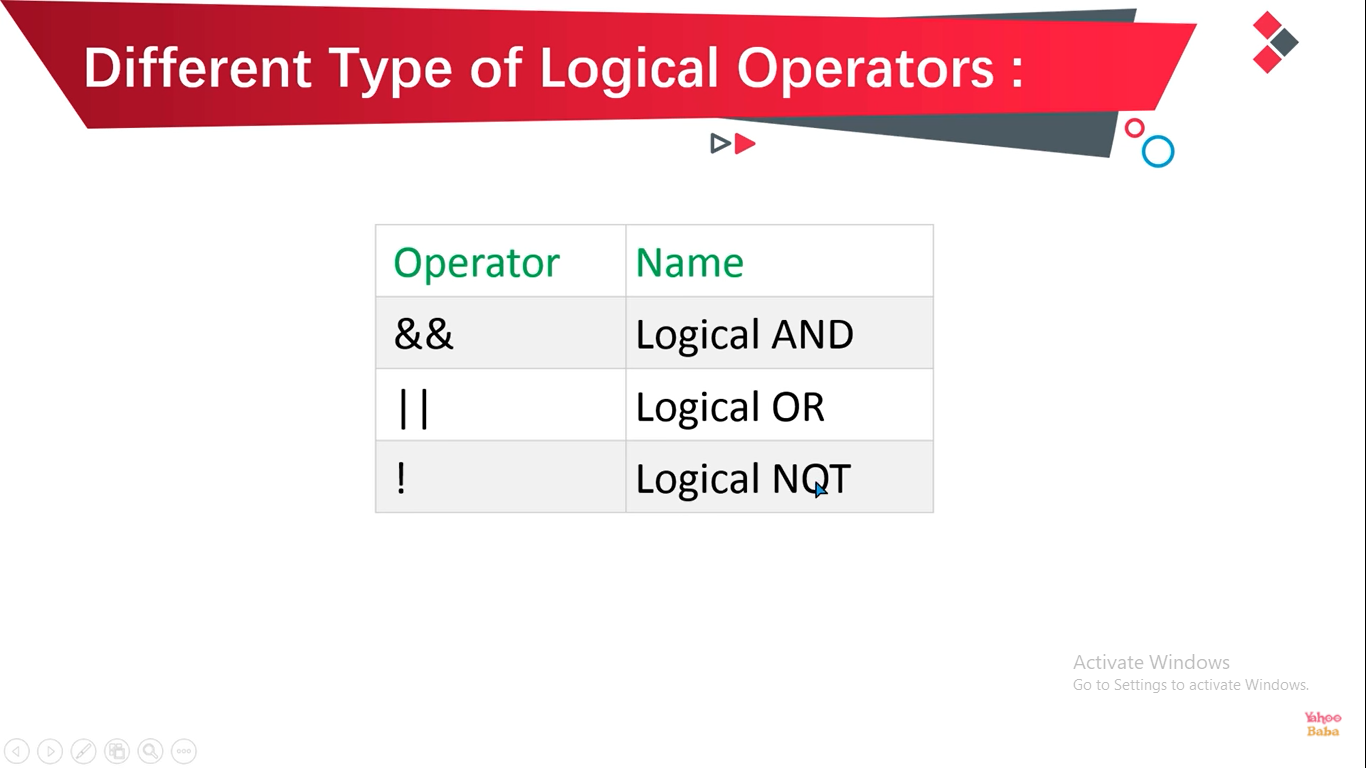 Different Type of Logical Operators :
Operator Name
&& Logical AND
|| Logical OR
! Logical NOT
Activate Windows
Go to Settings to activate Windows.
Yahoo
Baba